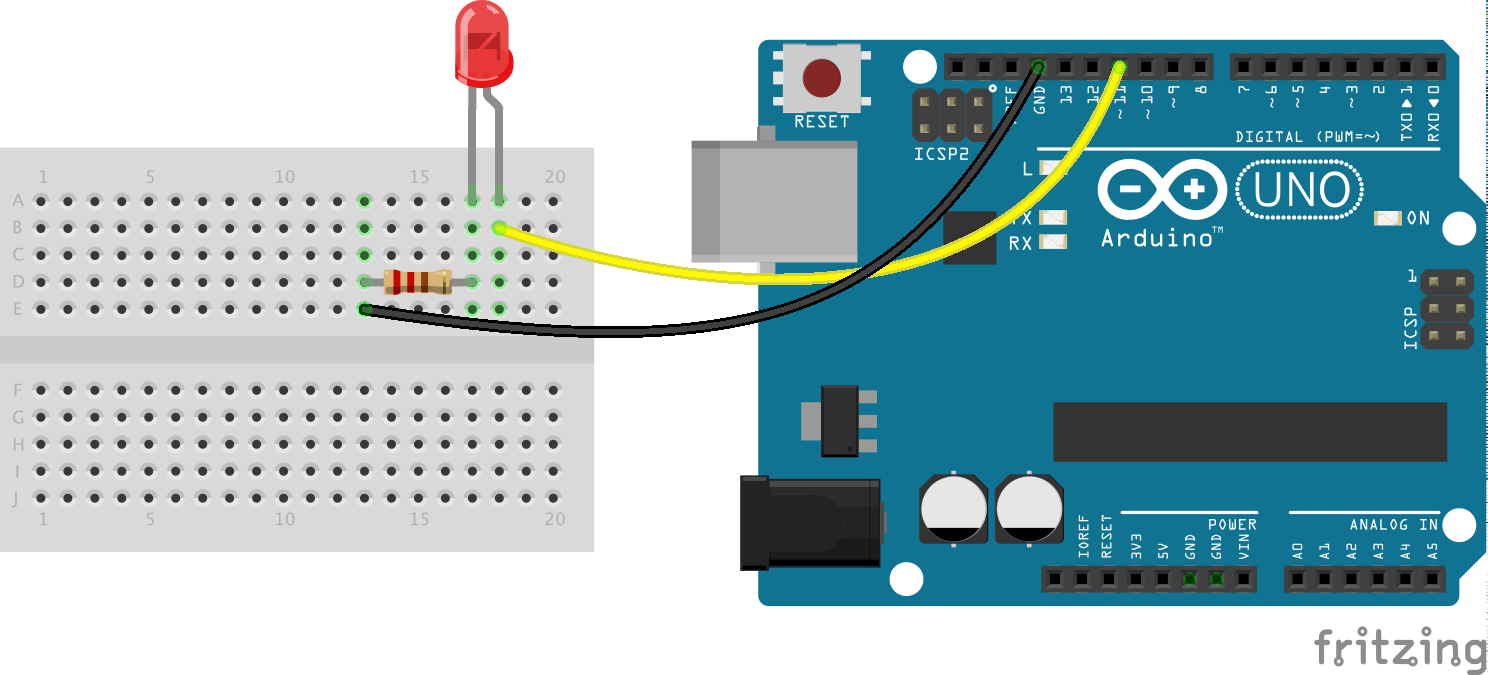 1 5 10 15 20
A
B
C
D
E
F
G
H
I
J
1 5 10 15 20
RESET
ICSP2
AREF
GND
13
12
~11
~10
~9
8
7
~6
~5
4
~3
2
TX0▶1
RX0◀0
DIGITAL (PWM=~)
L
TX
RX
UNO
Arduino™
ON
1
ICSP
POWER
ANALOG IN
IOREF
RESET
3V3
5V
GND
GND
VIN
A0
A1
A2
A3
A4
A5
fritzing